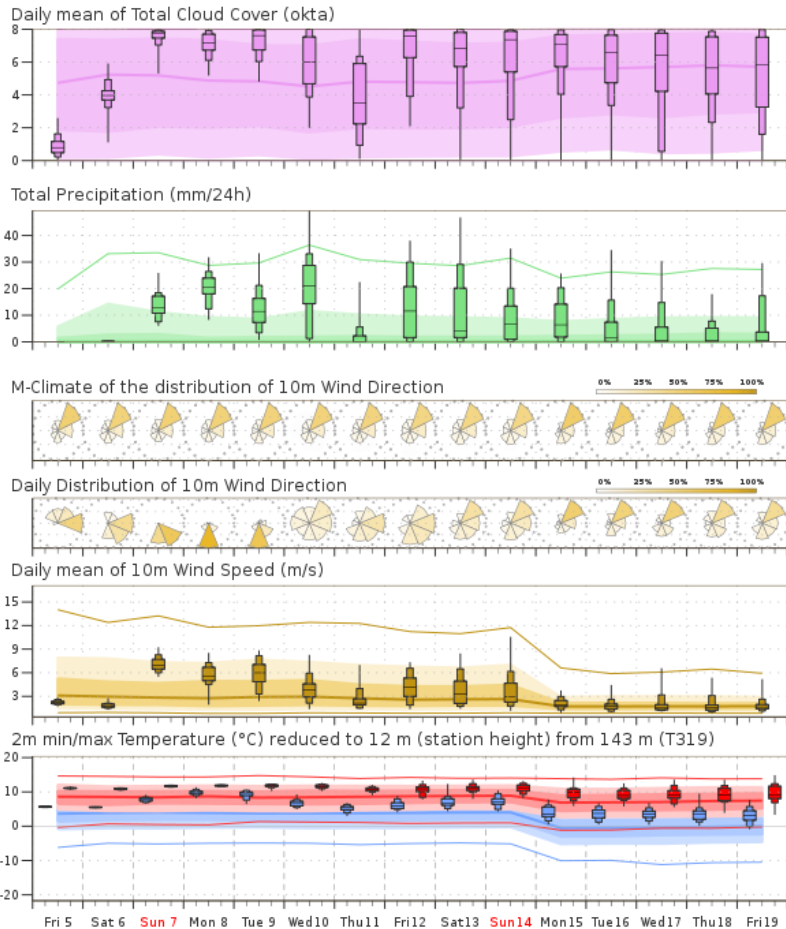 Daily mean of Total Cloud Cover (okta)
8
6
4
2
0
Total Precipitation (mm/24h)
40
30
20
10
0
M-Climate of the distribution of 10m Wind Direction
0% 25% 50% 75% 100%
Daily Distribution of 10m Wind Direction
0% 25% 50% 75% 100%
Daily mean of 10m Wind Speed (m/s)
15
12
9
6
3
2m min/max Temperature (°C) reduced to 12 m (station height) from 143 m (T319)
20
10
0
-10
-20
Fri 5 Sat 6 Sun 7 Mon 8 Tue 9 Wed10 Thu11 Fri12 Sat13 Sun14 Mon15 Tue16 Wed17 Thu18 Fri19